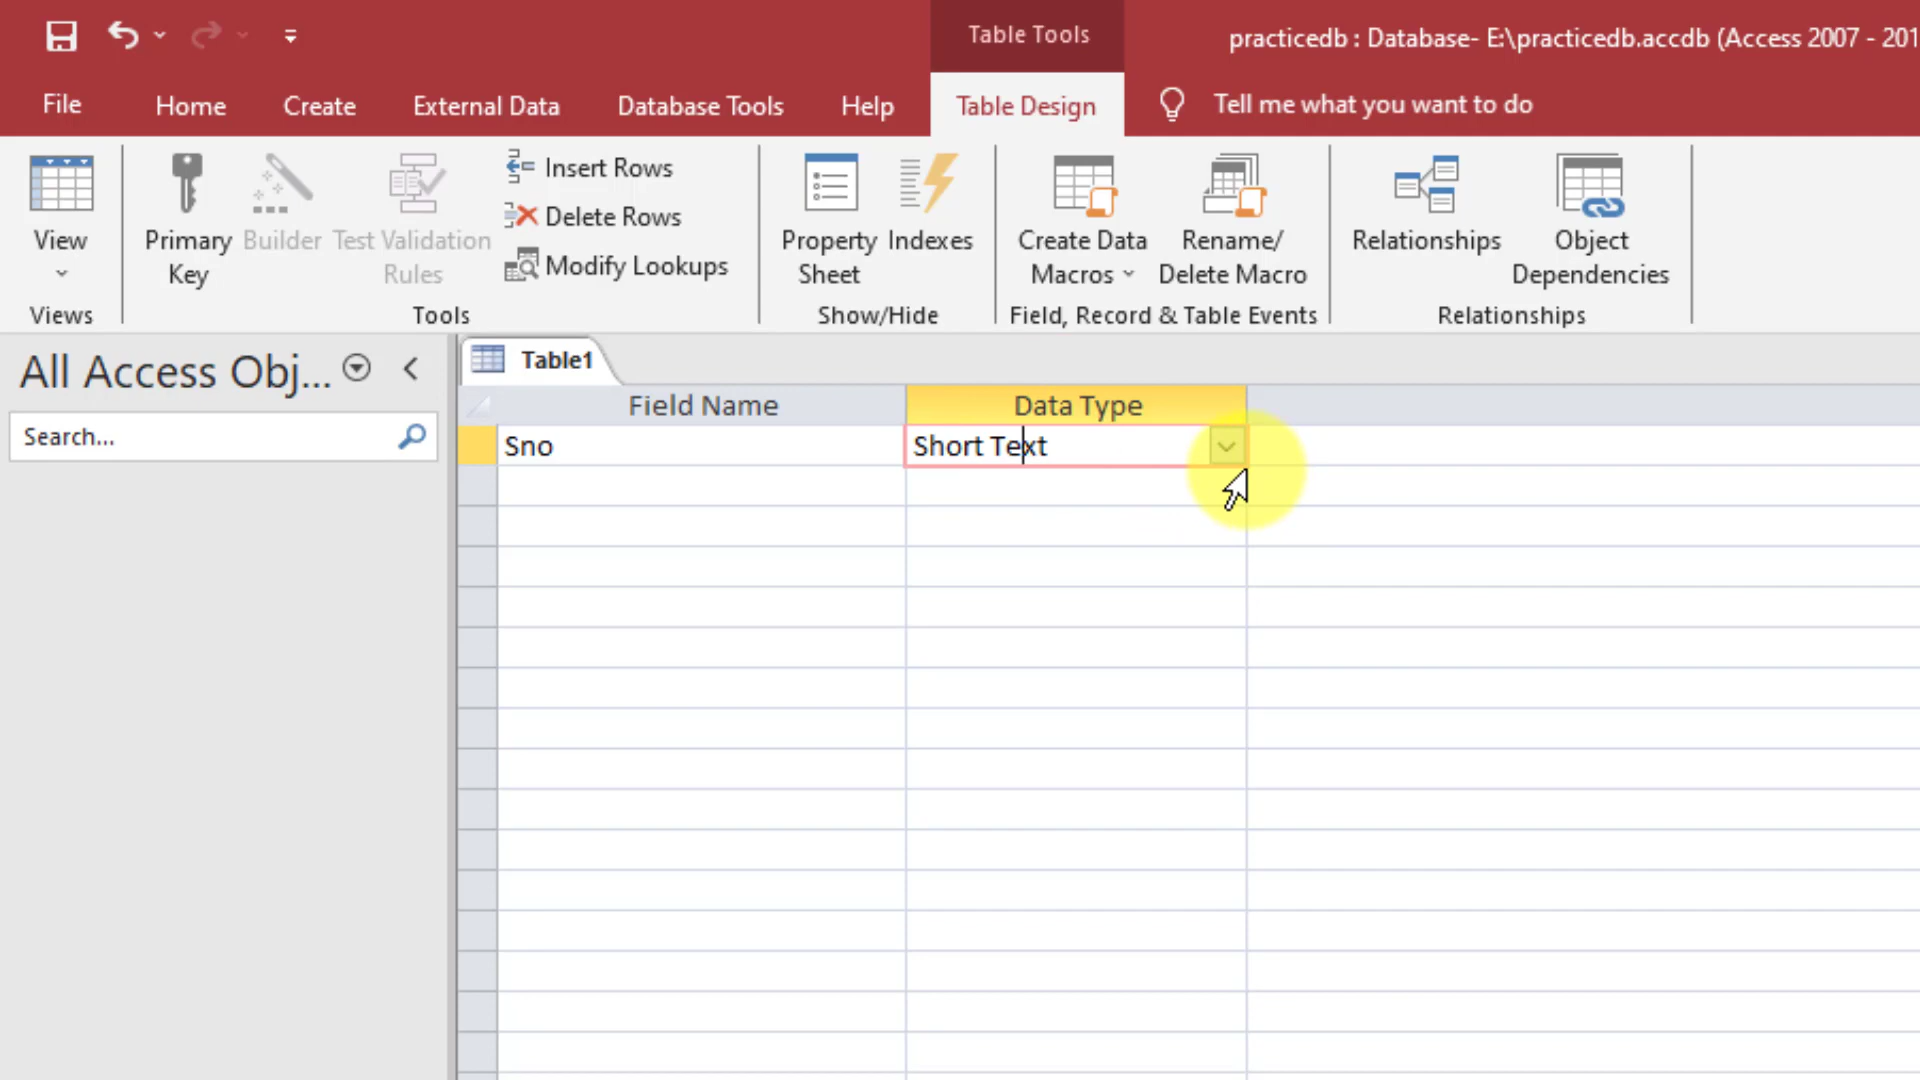 Table Tools
practicedb : Database- E:\practicedb.accdb (Access 2007 - 201
File Home Create External Data Database Tools Help Table Design Tell me what you want to do
View
Primary
Key
Builder
Test Validation
Rules
Insert Rows
Delete Rows
Modify Lookups
Property
Sheet
Indexes
Create Data
Macros
Rename/
Delete Macro
Relationships
Object
Dependencies
Views Tools Show/Hide Field, Record & Table Events Relationships
All Access Obj...
Search...
Table1
Field Name Data Type
Sno Short Text